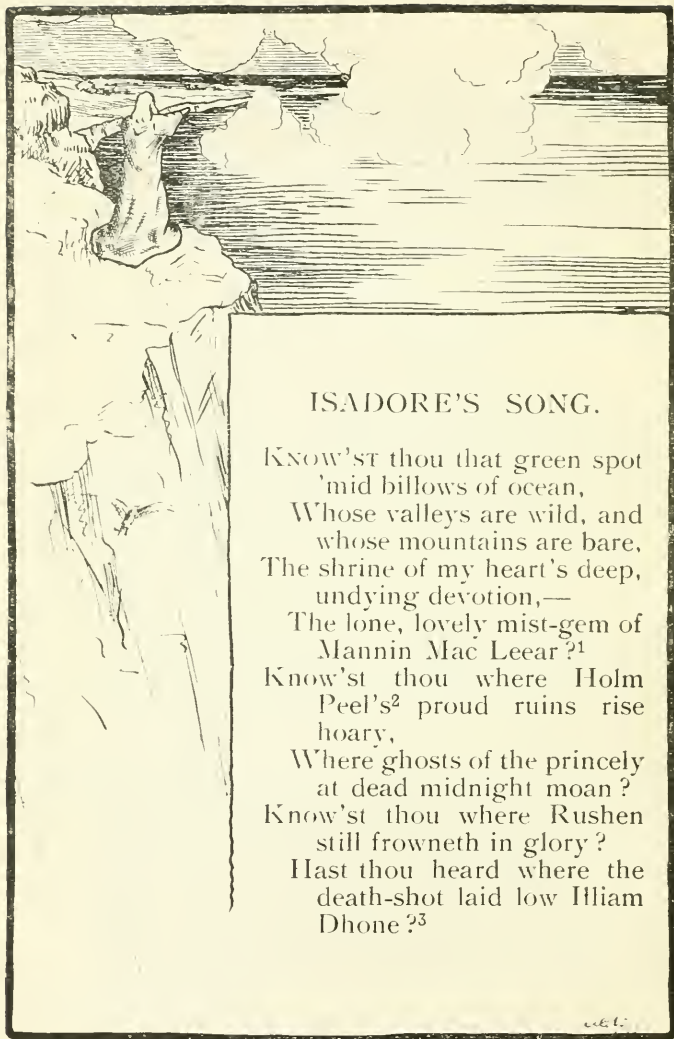 ISADORE'S SONG.
KNOW'ST thou that green spot
'mid billows of ocean,
Whose valleys are wild, and
whose mountains are bare,
The shrine of my heart's deep,
undying devotion,—
The lone, lovely mist-gem of
Mannin Mac Leear?¹
Know'st thou where Holm
Peel's² proud ruins rise
hoary,
Where ghosts of the princely
at dead midnight moan?
Know'st thou where Rushen
still frowneth in glory?
Hast thou heard where the
death-shot laid low Illiam
Dhone?³